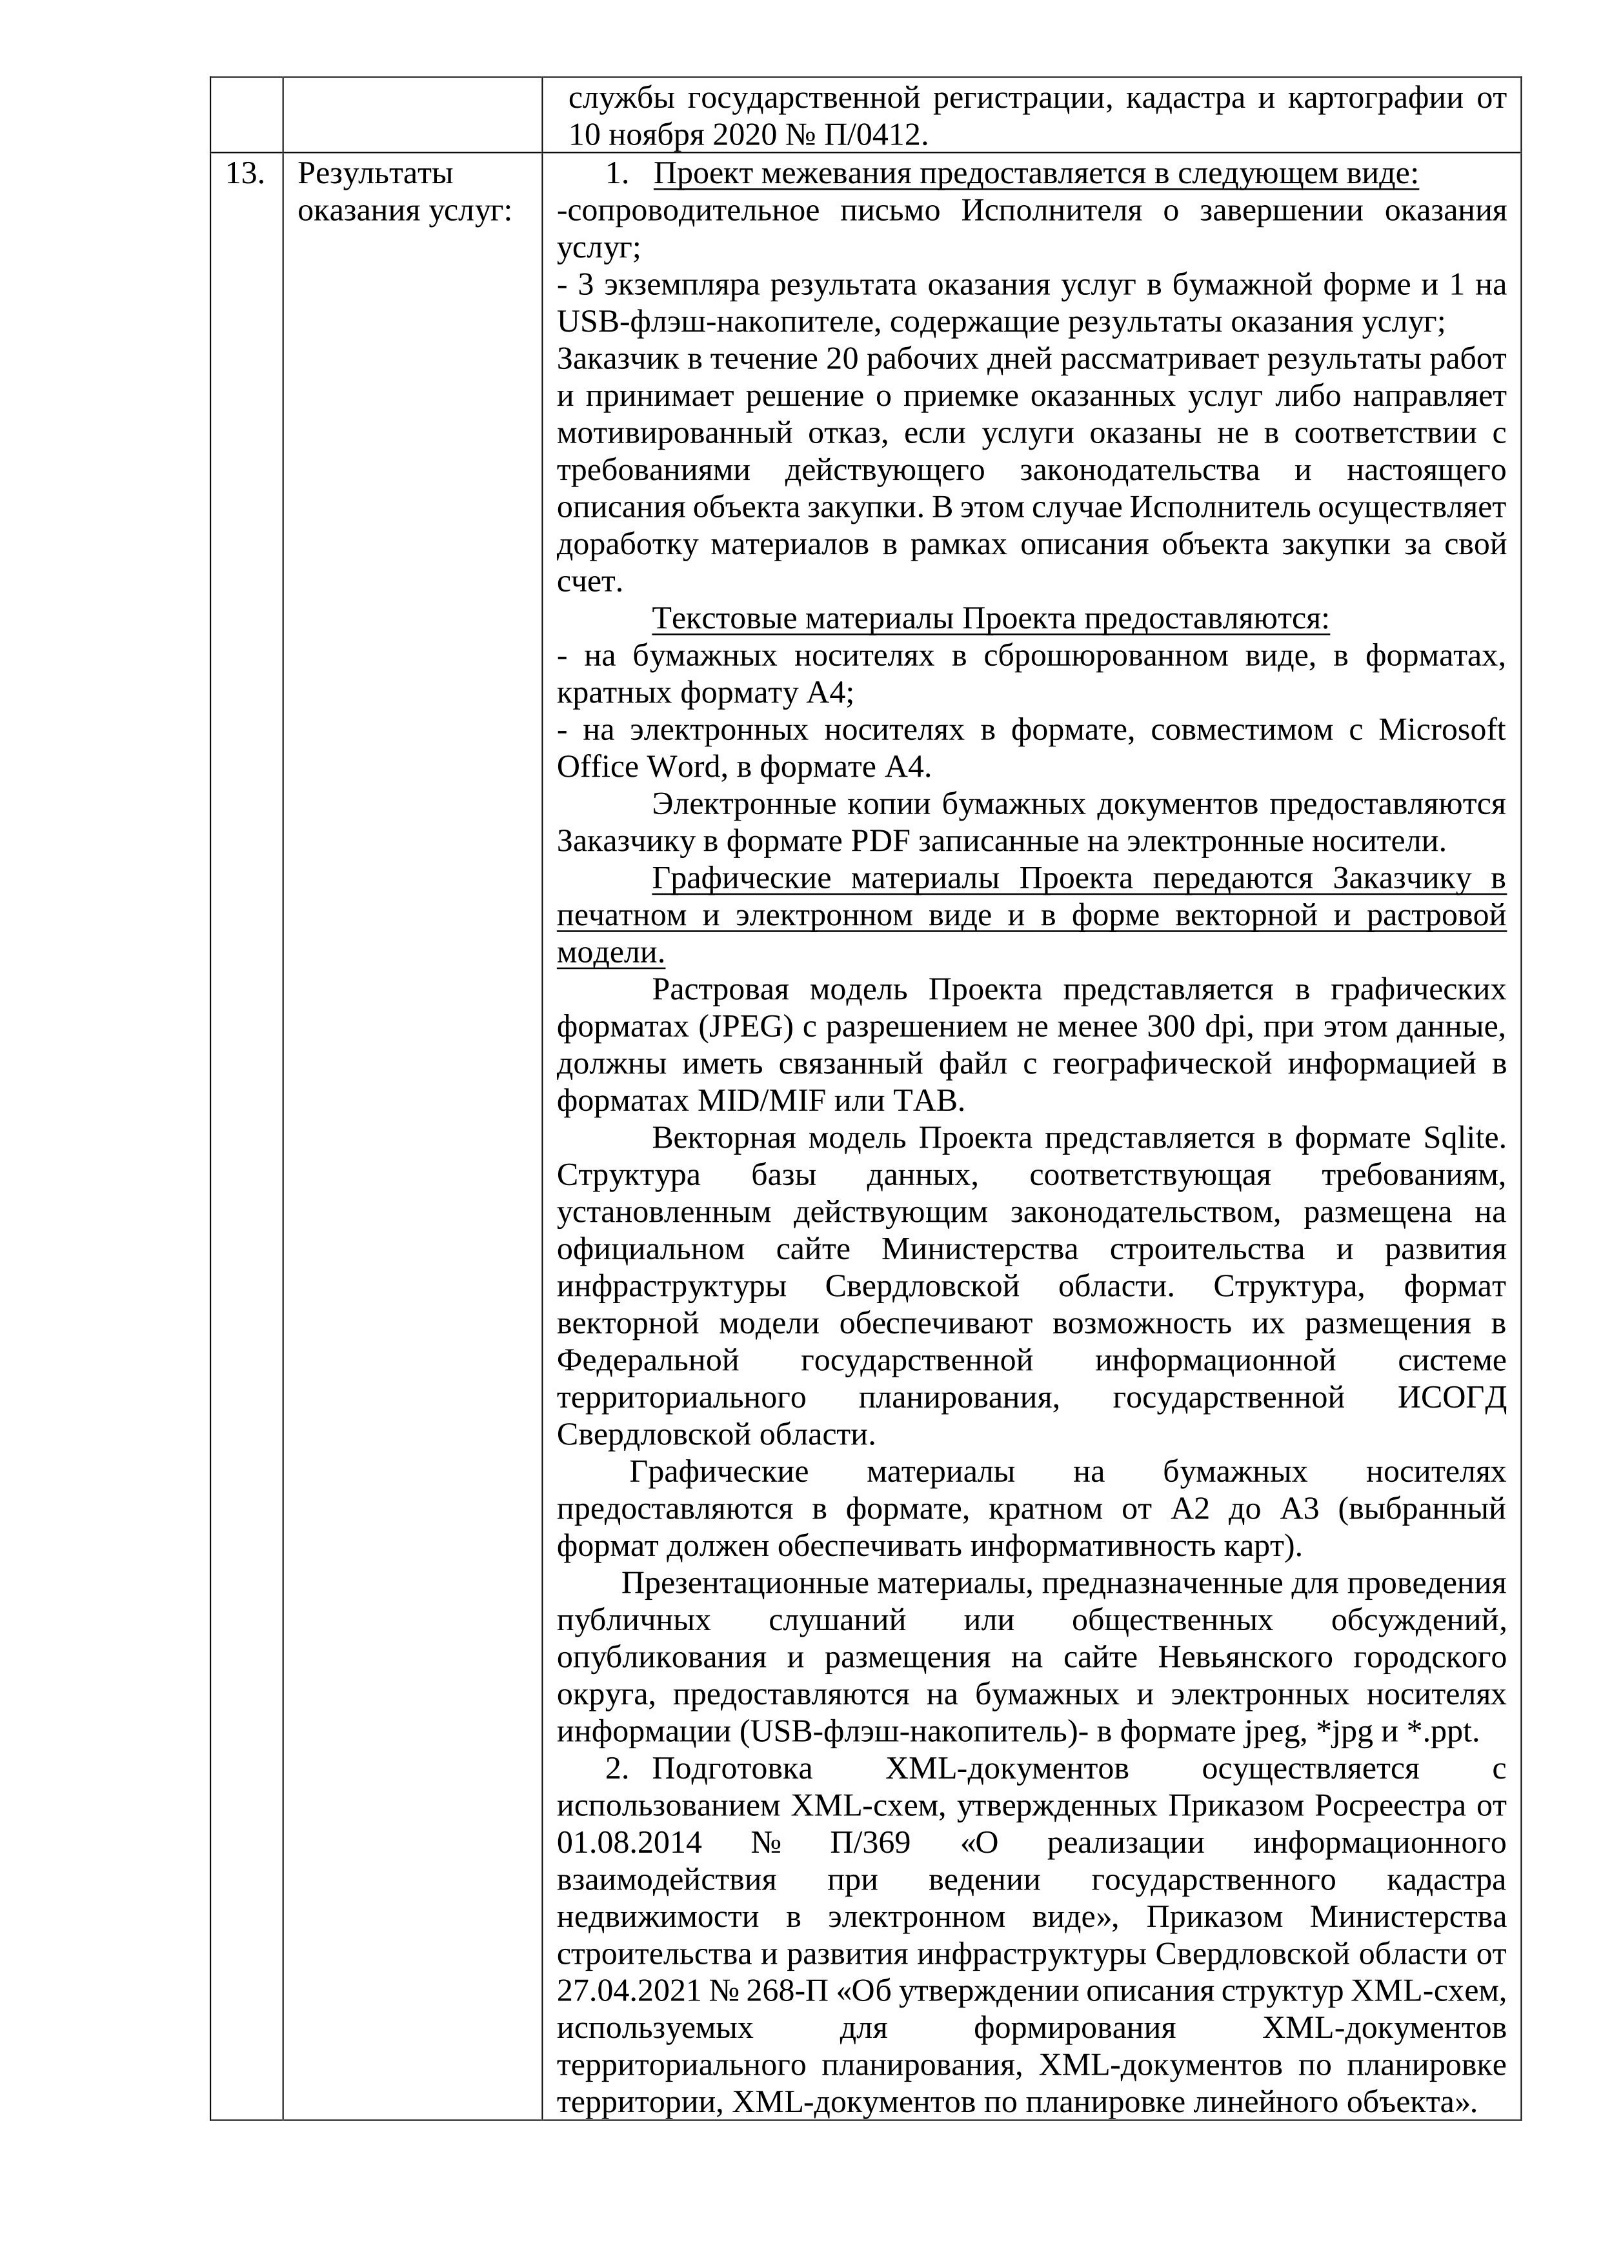 службы государственной регистрации, кадастра и картографии от
10 ноября 2020 № П/0412.
13.
Результаты
оказания услуг:
1. Проект межевания предоставляется в следующем виде:
-сопроводительное письмо Исполнителя о завершении оказания
услуг;
- 3 экземпляра результата оказания услуг в бумажной форме и 1 на
USB-флэш-накопителе, содержащие результаты оказания услуг;
Заказчик в течение 20 рабочих дней рассматривает результаты работ
и принимает решение о приемке оказанных услуг либо направляет
мотивированный отказ, если услуги оказаны не в соответствии с
требованиями действующего законодательства и настоящего
описания объекта закупки. В этом случае Исполнитель осуществляет
доработку материалов в рамках описания объекта закупки за свой
счет.
Текстовые материалы Проекта предоставляются:
- на бумажных носителях в сброшюрованном виде, в форматах,
кратных формату А4;
- на электронных носителях в формате, совместимом с Microsoft
Office Word, в формате А4.
Электронные копии бумажных документов предоставляются
Заказчику в формате PDF записанные на электронные носители.
Графические материалы Проекта передаются Заказчику в
печатном и электронном виде и в форме векторной и растровой
модели.
Растровая модель Проекта представляется в графических
форматах (JPEG) с разрешением не менее 300 dpi, при этом данные,
должны иметь связанный файл с географической информацией в
форматах MID/MIF или TAB.
Векторная модель Проекта представляется в формате Sqlite.
Структура базы данных, соответствующая требованиям,
установленным действующим законодательством, размещена на
официальном сайте Министерства строительства и развития
инфраструктуры Свердловской области. Структура, формат
векторной модели обеспечивают возможность их размещения в
Федеральной государственной информационной системе
территориального планирования, государственной ИСОГД
Свердловской области.
Графические материалы на бумажных носителях
предоставляются в формате, кратном от А2 до А3 (выбранный
формат должен обеспечивать информативность карт).
Презентационные материалы, предназначенные для проведения
публичных слушаний или общественных обсуждений,
опубликования и размещения на сайте Невьянского городского
округа, предоставляются на бумажных и электронных носителях
информации (USB-флэш-накопитель)- в формате jpeg, *jpg и *.ppt.
2. Подготовка XML-документов осуществляется с
использованием XML-схем, утвержденных Приказом Росреестра от
01.08.2014 № П/369 «О реализации информационного
взаимодействия при ведении государственного кадастра
недвижимости в электронном виде», Приказом Министерства
строительства и развития инфраструктуры Свердловской области от
27.04.2021 № 268-П «Об утверждении описания структур XML-схем,
используемых для формирования XML-документов
территориального планирования, XML-документов по планировке
территории, XML-документов по планировке линейного объекта».